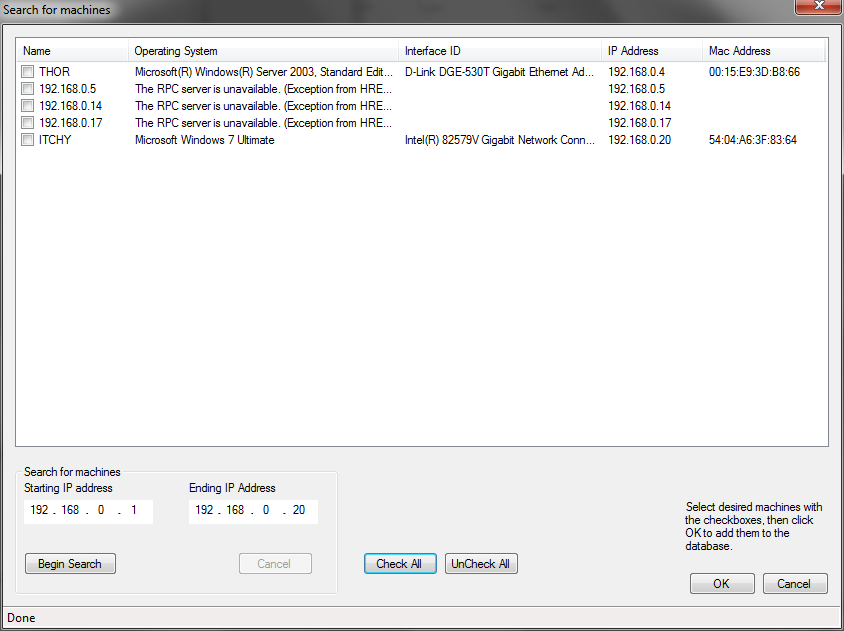 Search for machines
Name Operating System Interface ID IP Address Mac Address
THOR Microsoft(R) Windows(R) Server 2003, Standard Edit... D-Link DGE-530T Gigabit Ethernet Ad... 192.168.0.4 00:15:E9:3D:B8:66
192.168.0.5 The RPC server is unavailable. (Exception from HRE... 192.168.0.5
192.168.0.14 The RPC server is unavailable. (Exception from HRE... 192.168.0.14
192.168.0.17 The RPC server is unavailable. (Exception from HRE... 192.168.0.17
ITCHY Microsoft Windows 7 Ultimate Intel(R) 82579V Gigabit Network Conn... 192.168.0.20 54:04:A6:3F:83:64
Search for machines
Starting IP address Ending IP Address
192 . 168 . 0 . 1 192 . 168 . 0 . 20
Begin Search Cancel Check All UnCheck All
Select desired machines with
the checkboxes, then click
OK to add them to the
database.
OK Cancel
Done